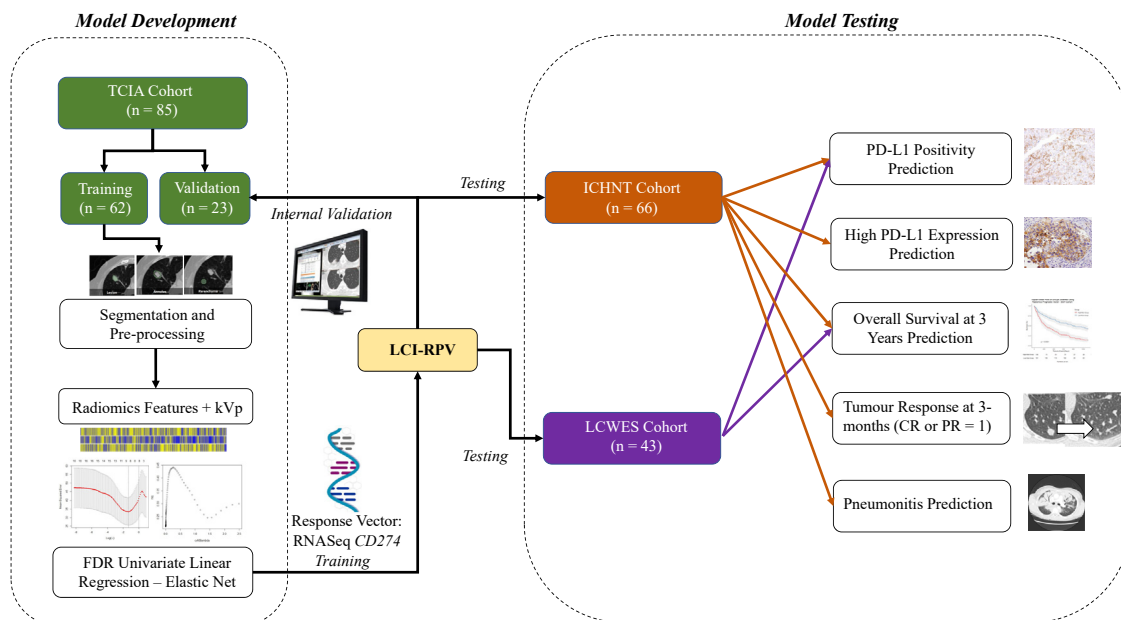 Model Development
Model Testing
TCIA Cohort
(n = 85)
Training
(n = 62)
Validation
(n = 23)
Internal Validation
Testing
Segmentation and
Pre-processing
Radiomics Features + kVp
FDR Univariate Linear
Regression – Elastic Net
Response Vector:
RNASeq CD274
Training
LCI-RPV
Testing
ICHNT Cohort
(n = 66)
LCWES Cohort
(n = 43)
PD-L1 Positivity
Prediction
High PD-L1 Expression
Prediction
Overall Survival at 3
Years Prediction
Tumour Response at 3-
months (CR or PR = 1)
Pneumonitis Prediction